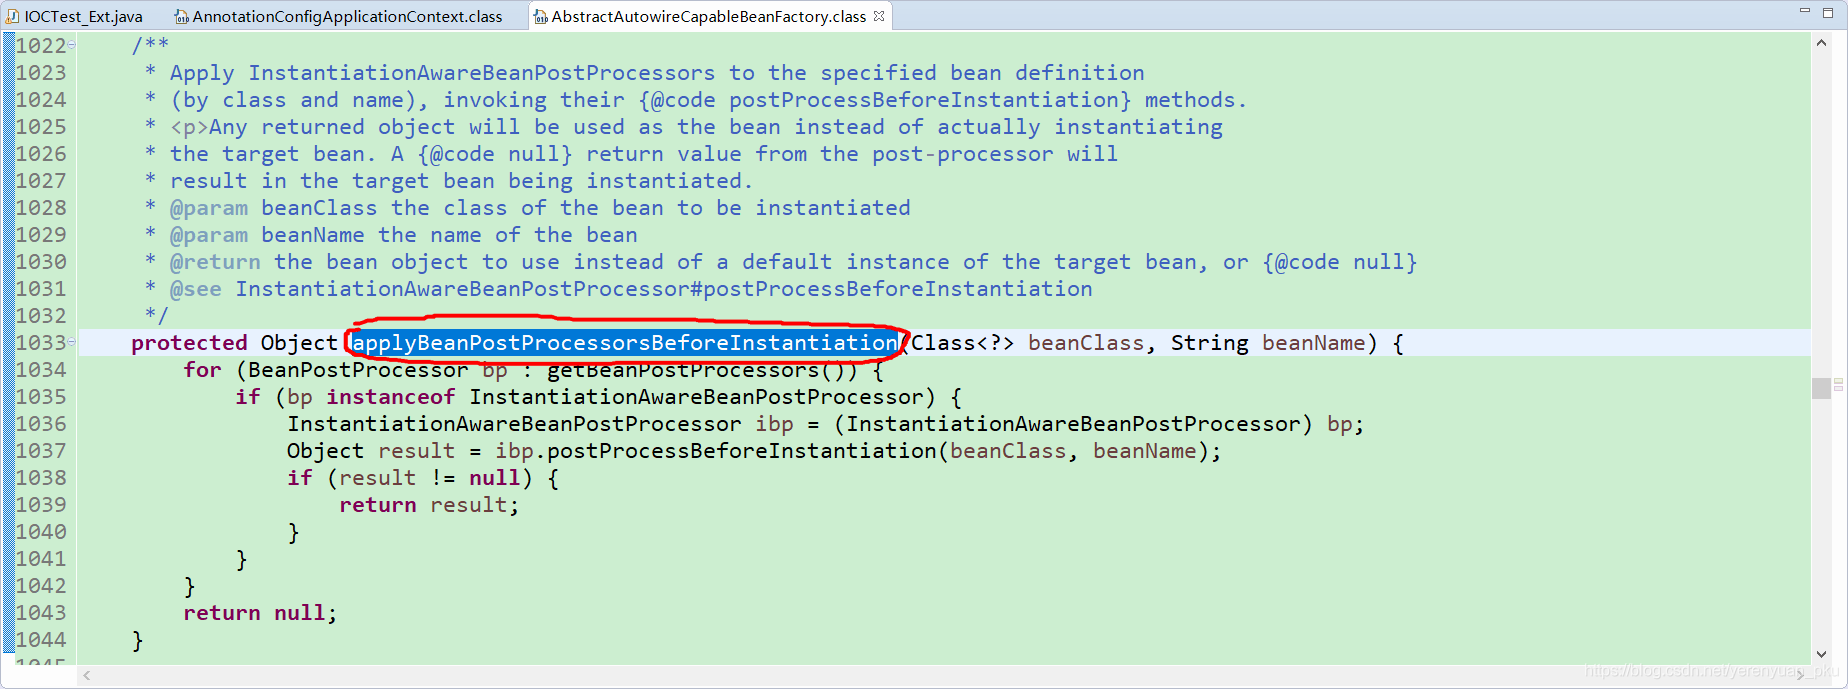 IOCTest_Ext.java AnnotationConfigApplicationContext.class AbstractAutowireCapableBeanFactory.class
1022 /**
1023 * Apply InstantiationAwareBeanPostProcessors to the specified bean definition
1024 * (by class and name), invoking their {@code postProcessBeforeInstantiation} methods.
1025 * <p>Any returned object will be used as the bean instead of actually instantiating
1026 * the target bean. A {@code null} return value from the post-processor will
1027 * result in the target bean being instantiated.
1028 * @param beanClass the class of the bean to be instantiated
1029 * @param beanName the name of the bean
1030 * @return the bean object to use instead of a default instance of the target bean, or {@code null}
1031 * @see InstantiationAwareBeanPostProcessor#postProcessBeforeInstantiation
1032 */
1033 protected Object applyBeanPostProcessorsBeforeInstantiation(Class<?> beanClass, String beanName) {
1034 for (BeanPostProcessor bp : getBeanPostProcessors()) {
1035 if (bp instanceof InstantiationAwareBeanPostProcessor) {
1036 InstantiationAwareBeanPostProcessor ibp = (InstantiationAwareBeanPostProcessor) bp;
1037 Object result = ibp.postProcessBeforeInstantiation(beanClass, beanName);
1038 if (result != null) {
1039 return result;
1040 }
1041 }
1042 }
1043 return null;
1044 }
1045
https://blog.csdn.net/yerenyuan_pku